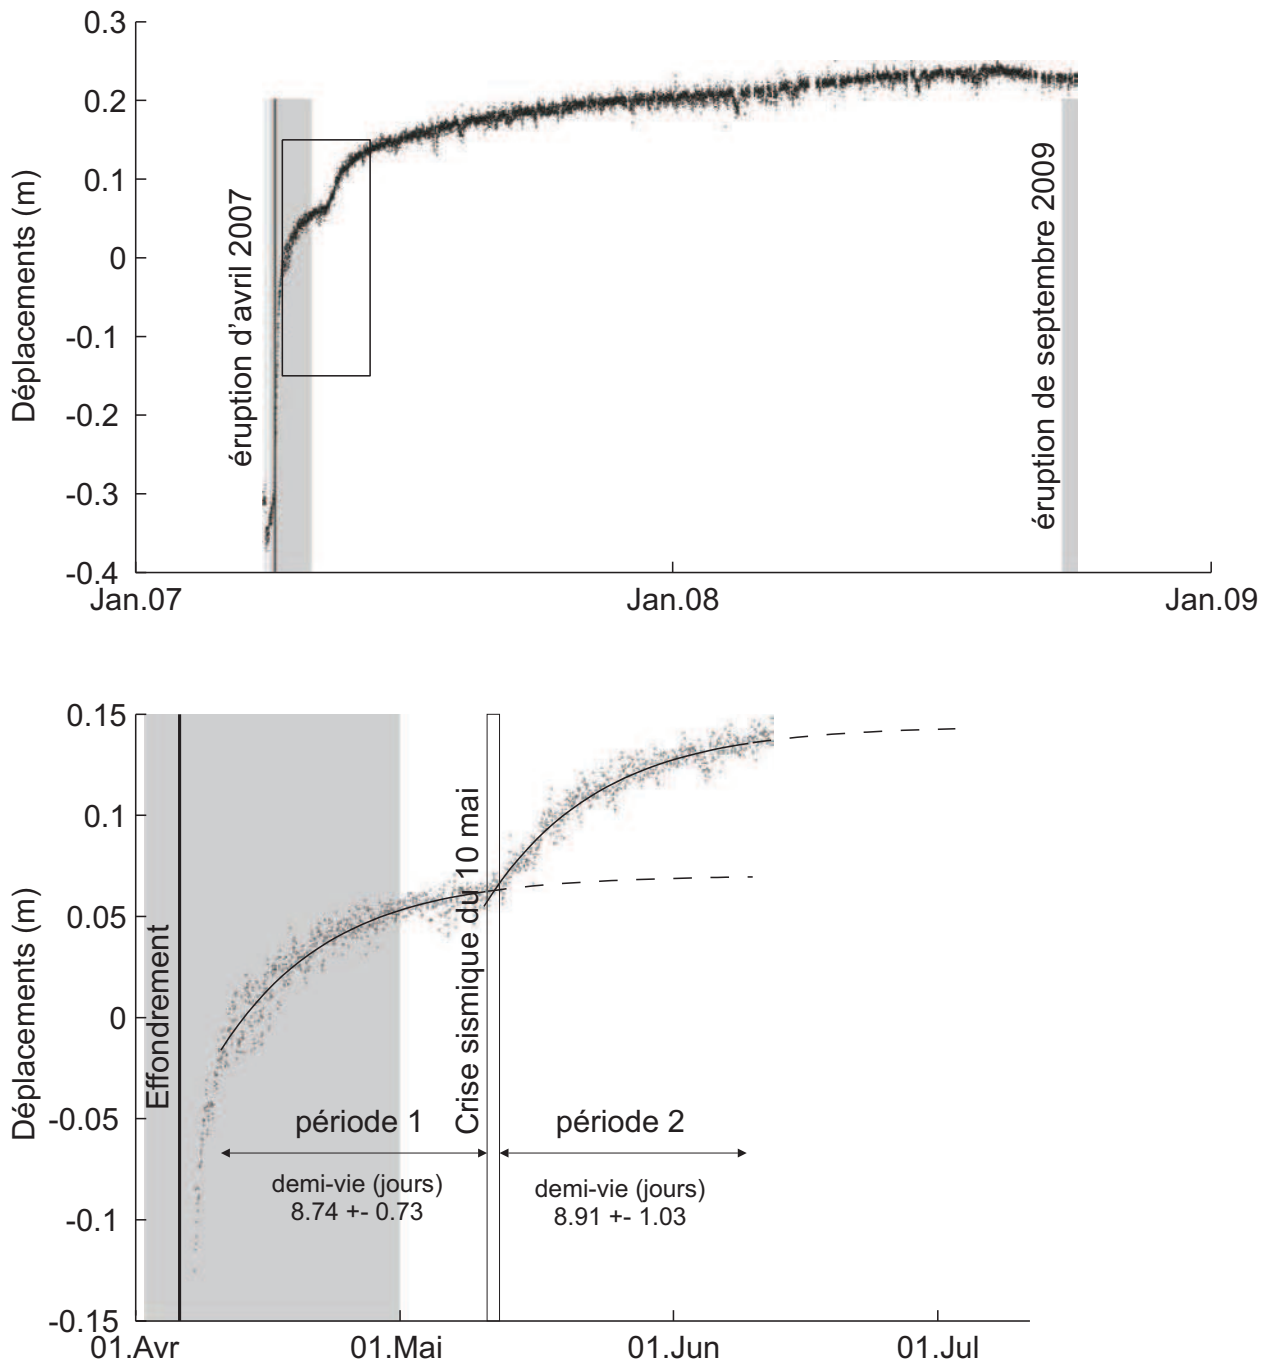 0.3
0.2
0.1
0
-0.1
-0.2
-0.3
-0.4
Déplacements (m)
éruption d'avril 2007
éruption de septembre 2009
Jan.07
Jan.08
Jan.09
0.15
0.1
0.05
0
-0.05
-0.1
-0.15
Déplacements (m)
Effondrement
Crise sismique du 10 mai
période 1
période 2
demi-vie (jours)
8.74 +- 0.73
demi-vie (jours)
8.91 +- 1.03
01.Avr
01.Mai
01.Jun
01.Jul